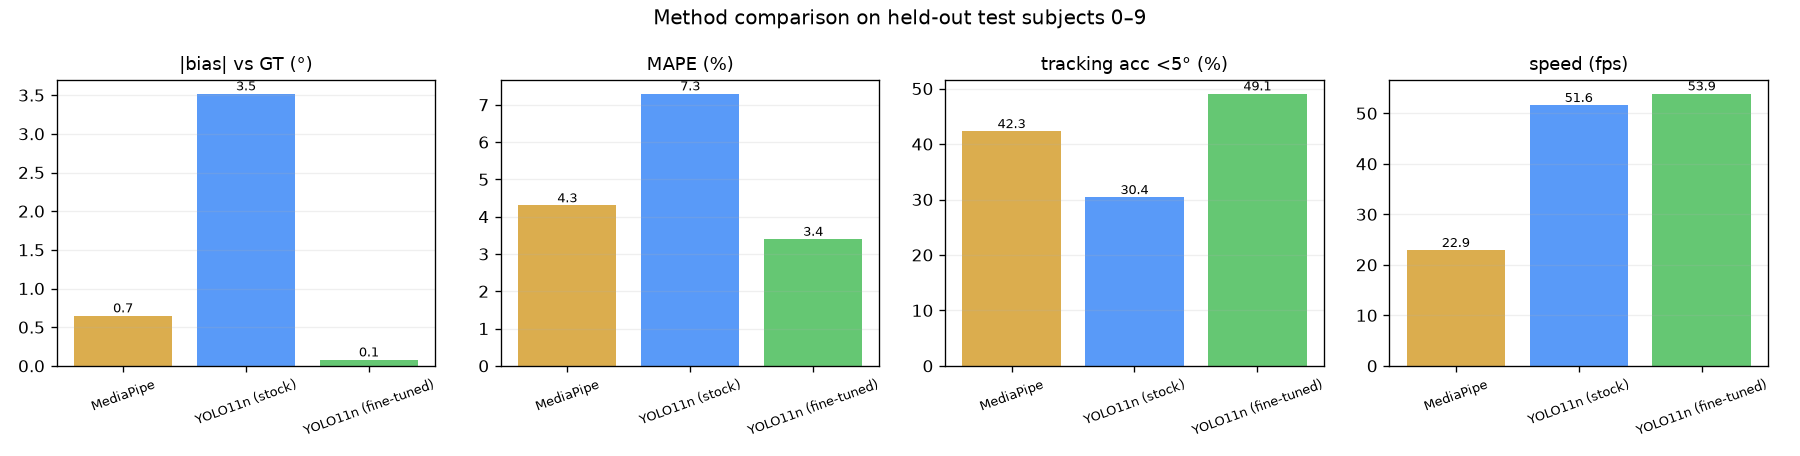 Method comparison on held-out test subjects 0–9
|bias| vs GT (°)
3.5
3.0
2.5
2.0
1.5
1.0
0.5
0.0
0.7
3.5
0.1
MediaPipe
YOLO11n (stock)
YOLO11n (fine-tuned)
MAPE (%)
7
6
5
4
3
2
1
0
4.3
7.3
3.4
MediaPipe
YOLO11n (stock)
YOLO11n (fine-tuned)
tracking acc <5° (%)
50
40
30
20
10
0
42.3
30.4
49.1
MediaPipe
YOLO11n (stock)
YOLO11n (fine-tuned)
speed (fps)
50
40
30
20
10
0
22.9
51.6
53.9
MediaPipe
YOLO11n (stock)
YOLO11n (fine-tuned)